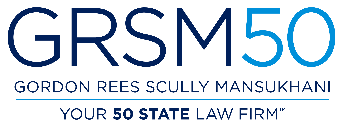 GRSM50
GORDON REES SCULLY MANSUKHANI
YOUR 50 STATE LAW FIRM™